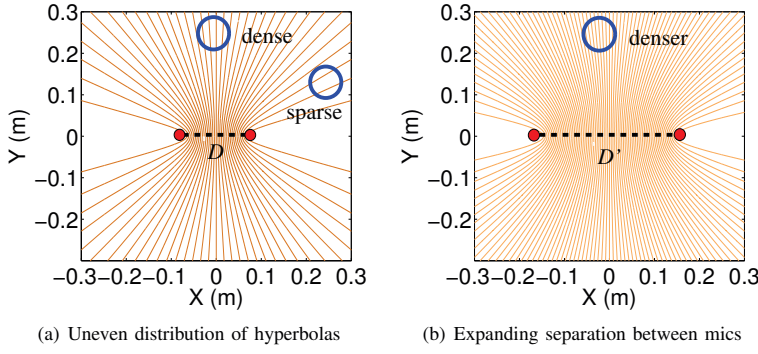 0.3
0.2
0.1
0
−0.1
−0.2
Y (m)
dense
sparse
D
−0.3−0.2−0.1 0 0.1 0.2 0.3
X (m)
(a) Uneven distribution of hyperbolas
0.3
0.2
0.1
0
−0.1
−0.2
Y (m)
denser
D'
−0.3−0.2−0.1 0 0.1 0.2 0.3
X (m)
(b) Expanding separation between mics